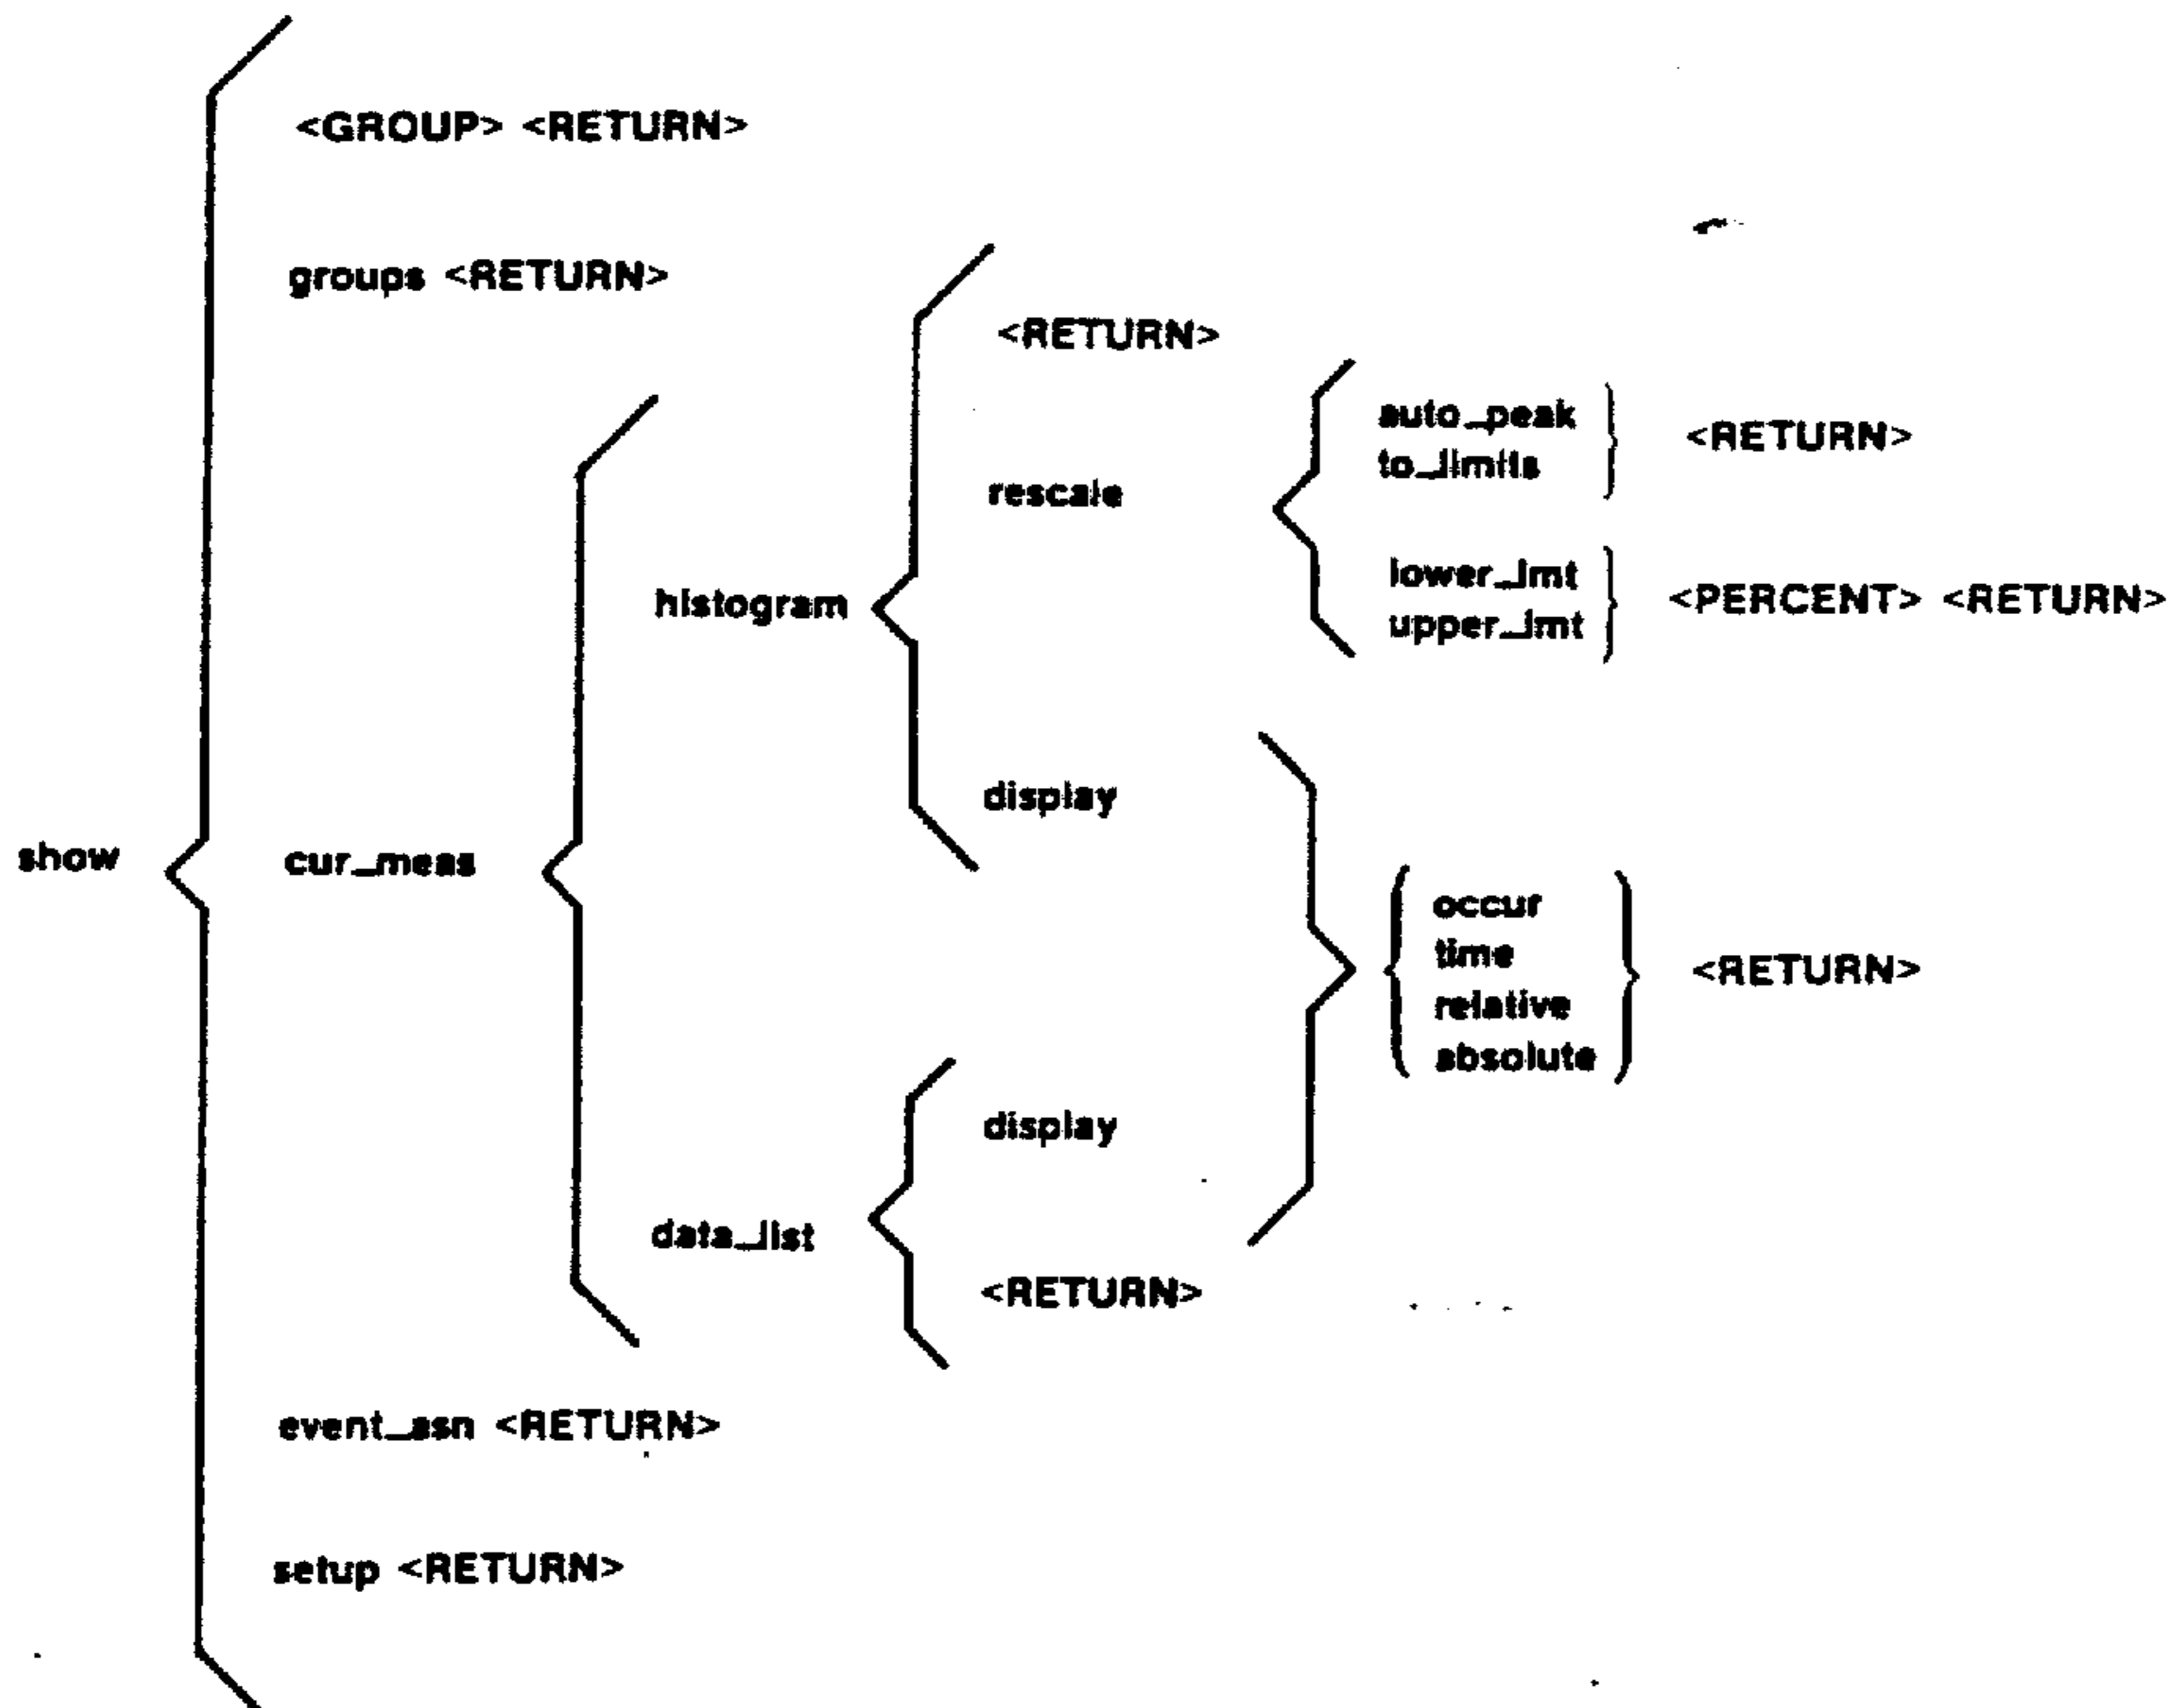 <GROUP> <RETURN>
groups <RETURN>
<RETURN>
auto_peak
to_limits
<RETURN>
rescale
lower_lmt
upper_lmt
<PERCENT> <RETURN>
histogram
display
show
cur_meas
occur
time
relative
absolute
<RETURN>
display
data_list
<RETURN>
event_asn <RETURN>
setup <RETURN>